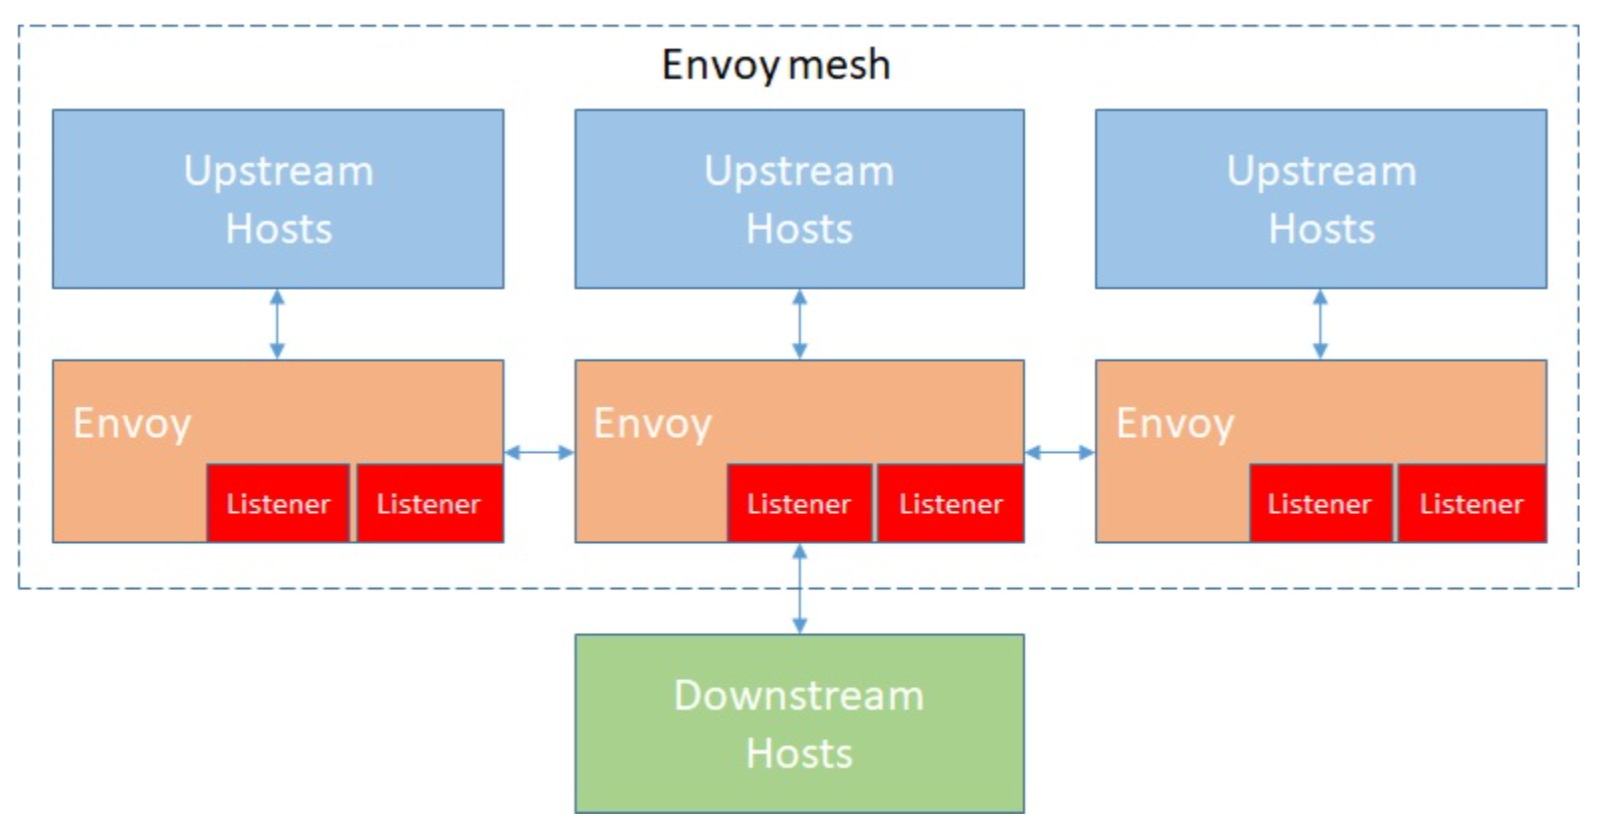 Envoy mesh
Upstream
Hosts
Upstream
Hosts
Upstream
Hosts
Envoy
Listener
Listener
Envoy
Listener
Listener
Envoy
Listener
Listener
Downstream
Hosts